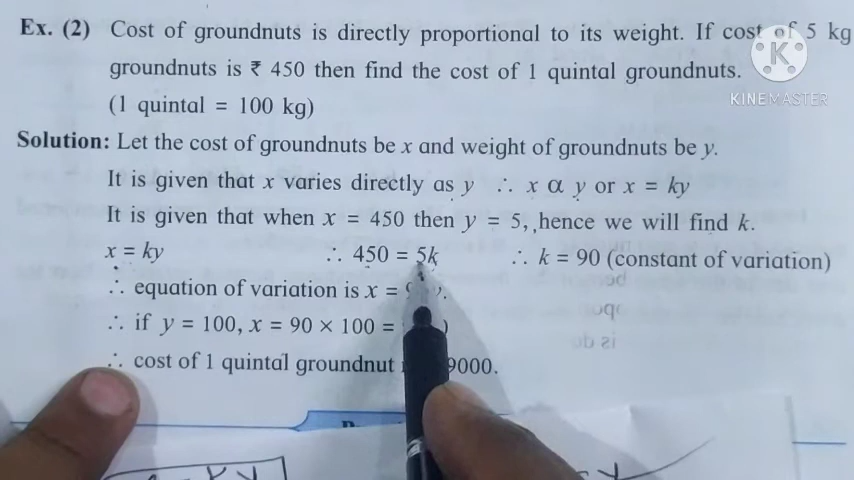 Ex. (2) Cost of groundnuts is directly proportional to its weight. If cost of 5 kg
groundnuts is ₹ 450 then find the cost of 1 quintal groundnuts.
(1 quintal = 100 kg)
KINEMASTER
Solution: Let the cost of groundnuts be x and weight of groundnuts be y.
It is given that x varies directly as y ∴ x α y or x = ky
It is given that when x = 450 then y = 5, hence we will find k.
x = ky ∴ 450 = 5k ∴ k = 90 (constant of variation)
∴ equation of variation is x =
∴ if y = 100, x = 90 × 100 =
∴ cost of 1 quintal groundnut 9000.